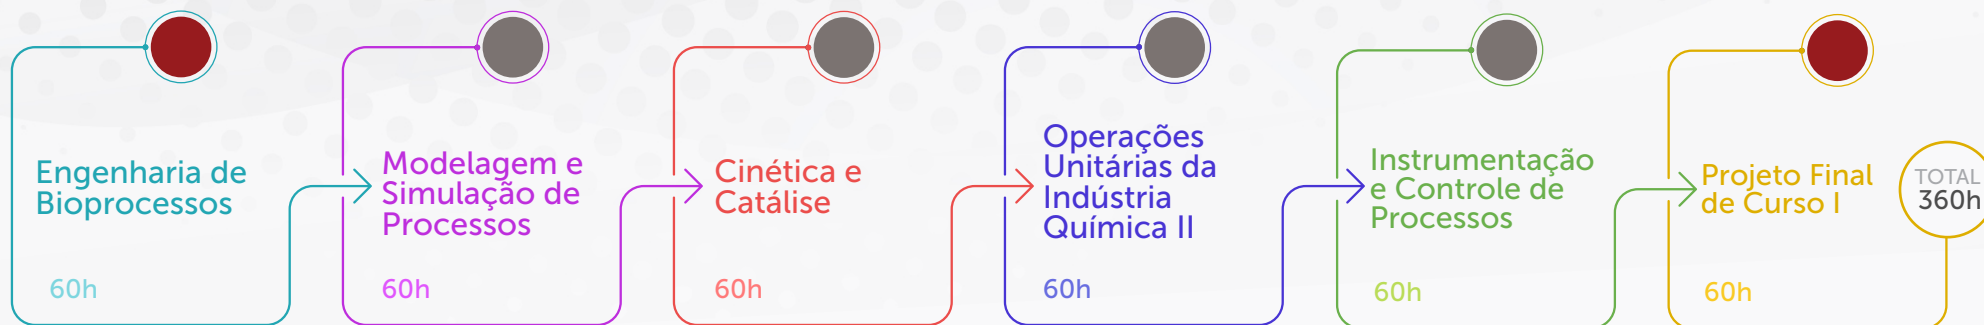 Engenharia de
Bioprocessos
60h
Modelagem e
Simulação de
Processos
60h
Cinética e
Catálise
60h
Operações
Unitárias da
Indústria
Química II
60h
Instrumentação
e Controle de
Processos
60h
Projeto Final
de Curso I
60h
TOTAL
360h